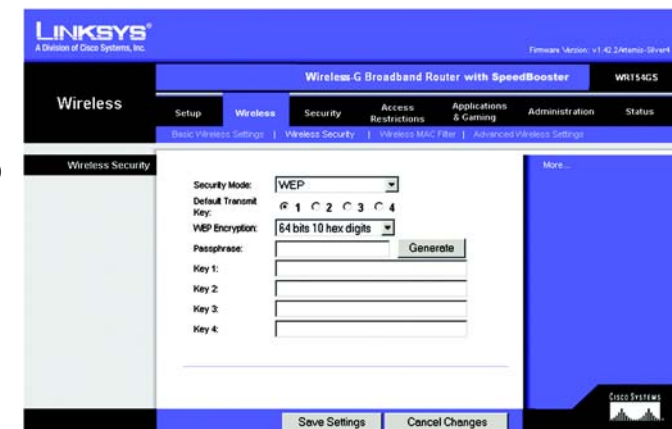 LINKSYS®
A Division of Cisco Systems, Inc.
Firmware Version: v1.42.2Artemis-Silver4
Wireless-G Broadband Router with SpeedBooster WRT54GS
Wireless
Setup Wireless Security Access Restrictions Applications & Gaming Administration Status
Basic Wireless Settings | Wireless Security | Wireless MAC Filter | Advanced Wireless Settings
Wireless Security
More...
Security Mode: WEP
Default Transmit Key: 1 2 3 4
WEP Encryption: 64 bits 10 hex digits
Passphrase: Generate
Key 1:
Key 2:
Key 3:
Key 4:
CISCO SYSTEMS
Save Settings Cancel Changes